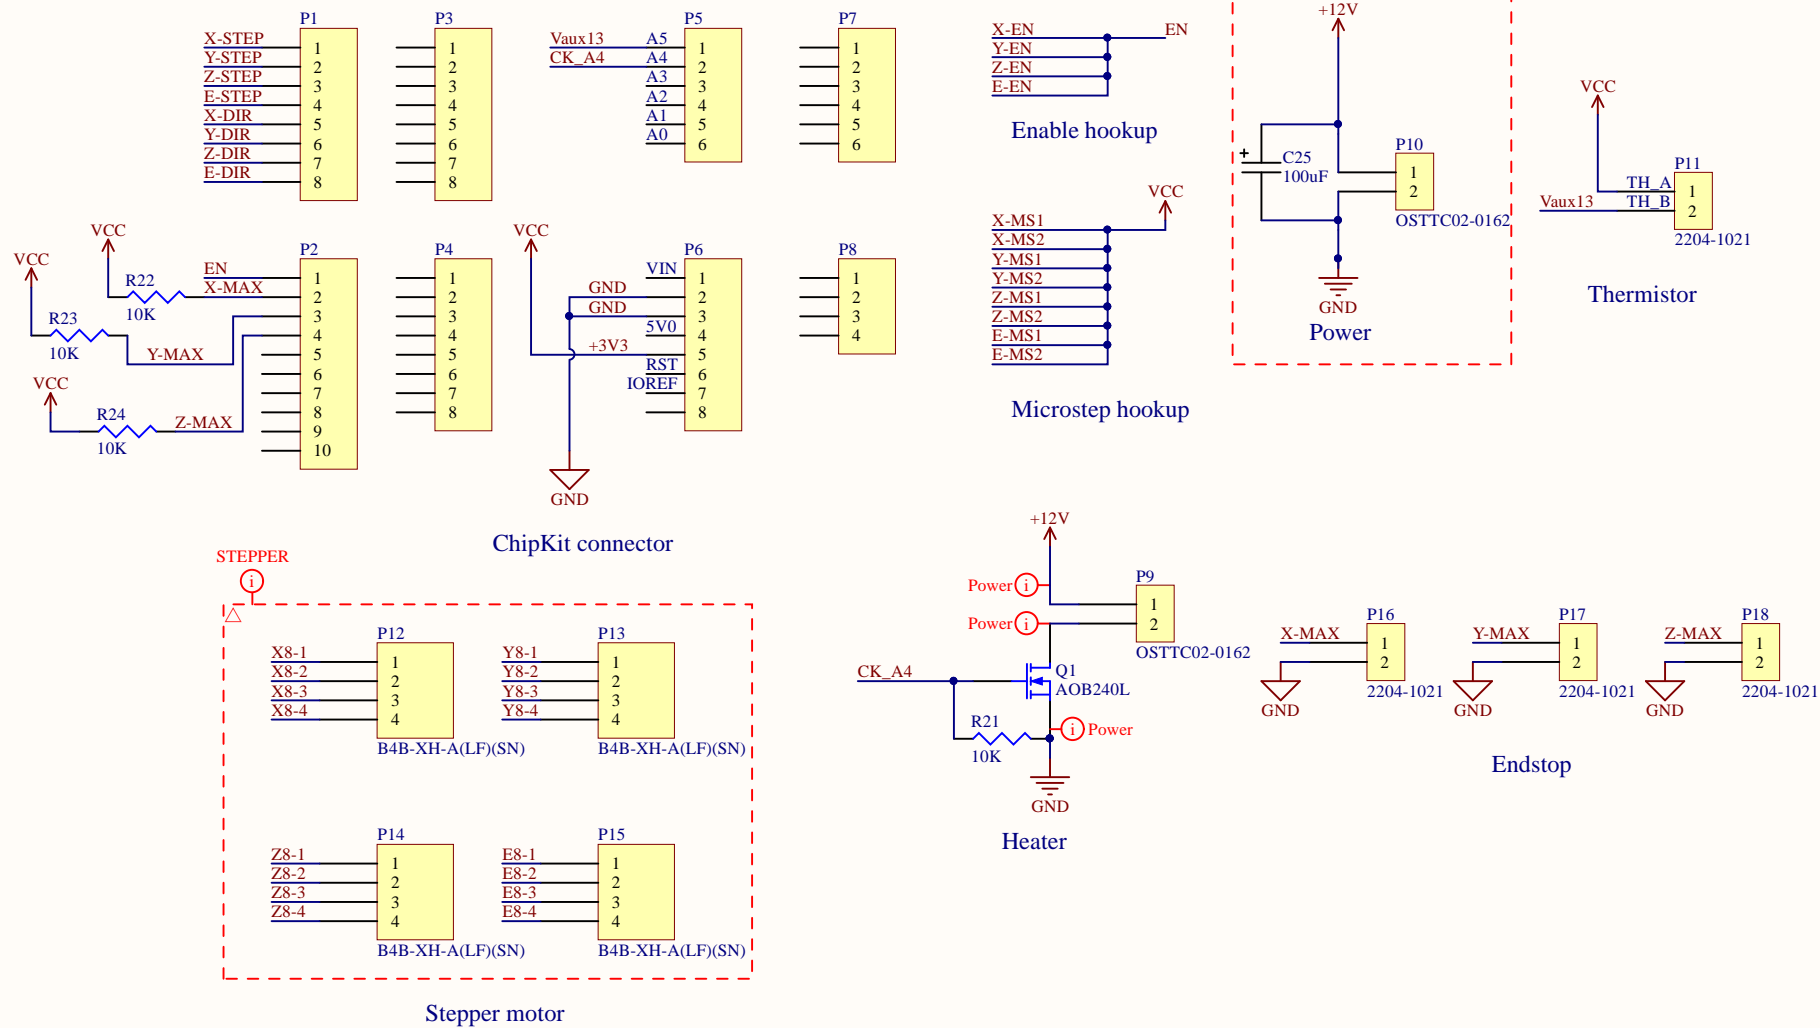 P1
X-STEP 1
Y-STEP 2
Z-STEP 3
E-STEP 4
X-DIR 5
Y-DIR 6
Z-DIR 7
E-DIR 8
P3
1
2
3
4
5
6
7
8
P5
Vaux13 A5 1
CK_A4 A4 2
A3 3
A2 4
A1 5
A0 6
P7
1
2
3
4
5
6
X-EN EN
Y-EN
Z-EN
E-EN
Enable hookup
+12V
C25
100uF
+
P10
1
2
OSTTC02-0162
GND
Power
VCC
P11
TH_A 1
Vaux13 TH_B 2
2204-1021
Thermistor
VCC
VCC
R22
10K
R23
10K
VCC
R24
10K
P2
EN 1
X-MAX 2
3
4
Y-MAX 5
6
7
8
Z-MAX 9
10
P4
1
2
3
4
5
6
7
8
VCC
P6
VIN 1
GND 2
GND 3
5V0 4
+3V3 5
RST 6
IOREF 7
8
GND
ChipKit connector
P8
1
2
3
4
VCC
X-MS1
X-MS2
Y-MS1
Y-MS2
Z-MS1
Z-MS2
E-MS1
E-MS2
Microstep hookup
STEPPER
i
P12
X8-1 1
X8-2 2
X8-3 3
X8-4 4
B4B-XH-A(LF)(SN)
P13
Y8-1 1
Y8-2 2
Y8-3 3
Y8-4 4
B4B-XH-A(LF)(SN)
P14
Z8-1 1
Z8-2 2
Z8-3 3
Z8-4 4
B4B-XH-A(LF)(SN)
P15
E8-1 1
E8-2 2
E8-3 3
E8-4 4
B4B-XH-A(LF)(SN)
Stepper motor
+12V
Power i
Power i
P9
1
2
OSTTC02-0162
CK_A4
Q1
AOB240L
R21
10K
i Power
GND
Heater
P16
X-MAX 1
2
2204-1021
GND
P17
Y-MAX 1
2
2204-1021
GND
P18
Z-MAX 1
2
2204-1021
GND
Endstop